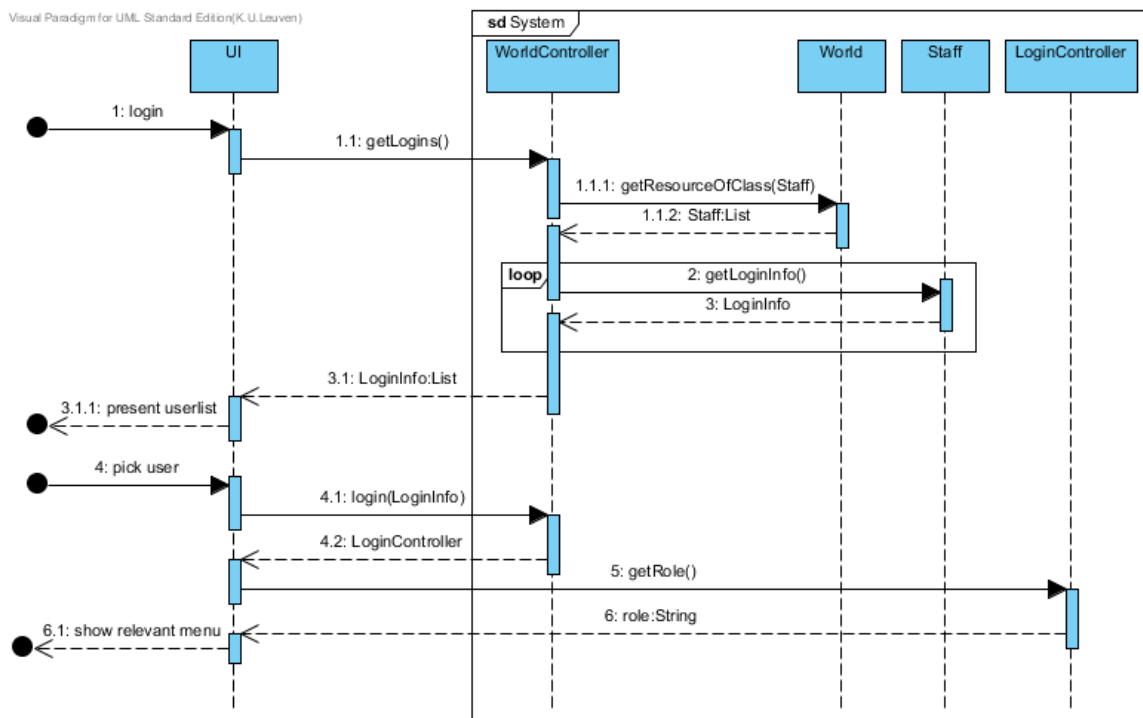 Visual Paradigm for UML Standard Edition(K.U.Leuven)
sd System
UI
WorldController
World
Staff
LoginController
1: login
1.1: getLogins()
1.1.1: getResourceOfClass(Staff)
1.1.2: Staff:List
loop
2: getLoginInfo()
3: LoginInfo
3.1: LoginInfo:List
3.1.1: present userlist
4: pick user
4.1: login(LoginInfo)
4.2: LoginController
5: getRole()
6: role:String
6.1: show relevant menu